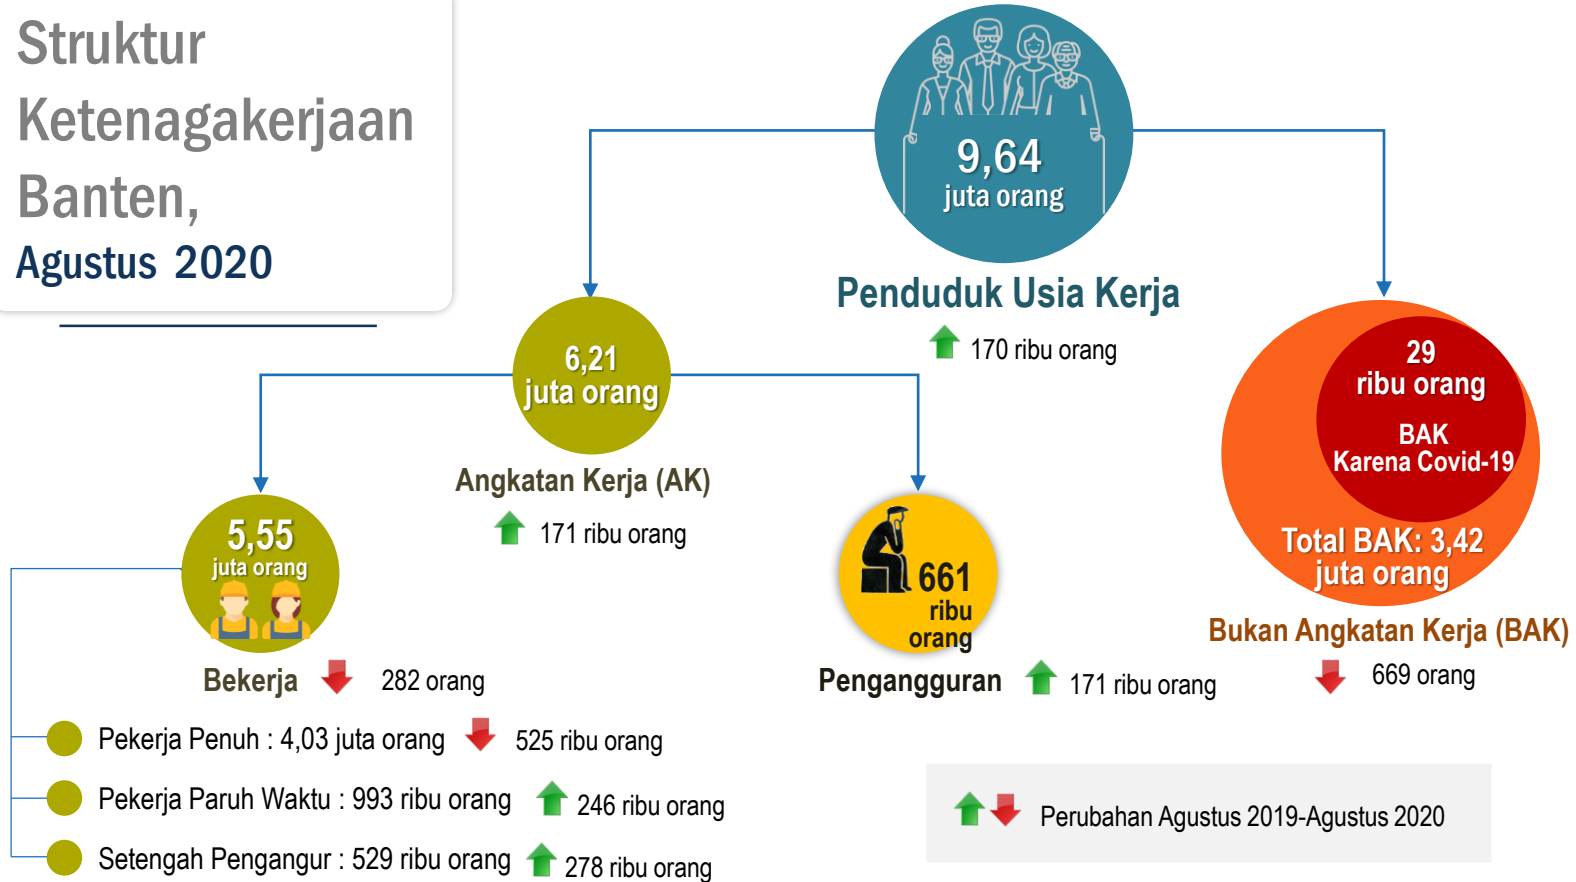 Struktur
Ketenagakerjaan
Banten,
Agustus 2020
9,64
juta orang
Penduduk Usia Kerja
170 ribu orang
6,21
juta orang
Angkatan Kerja (AK)
171 ribu orang
29
ribu orang
BAK
Karena Covid-19
Total BAK: 3,42
juta orang
Bukan Angkatan Kerja (BAK)
669 orang
5,55
juta orang
Bekerja 282 orang
661
ribu
orang
Pengangguran 171 ribu orang
Pekerja Penuh : 4,03 juta orang 525 ribu orang
Pekerja Paruh Waktu : 993 ribu orang 246 ribu orang
Setengah Pengangur : 529 ribu orang 278 ribu orang
Perubahan Agustus 2019-Agustus 2020